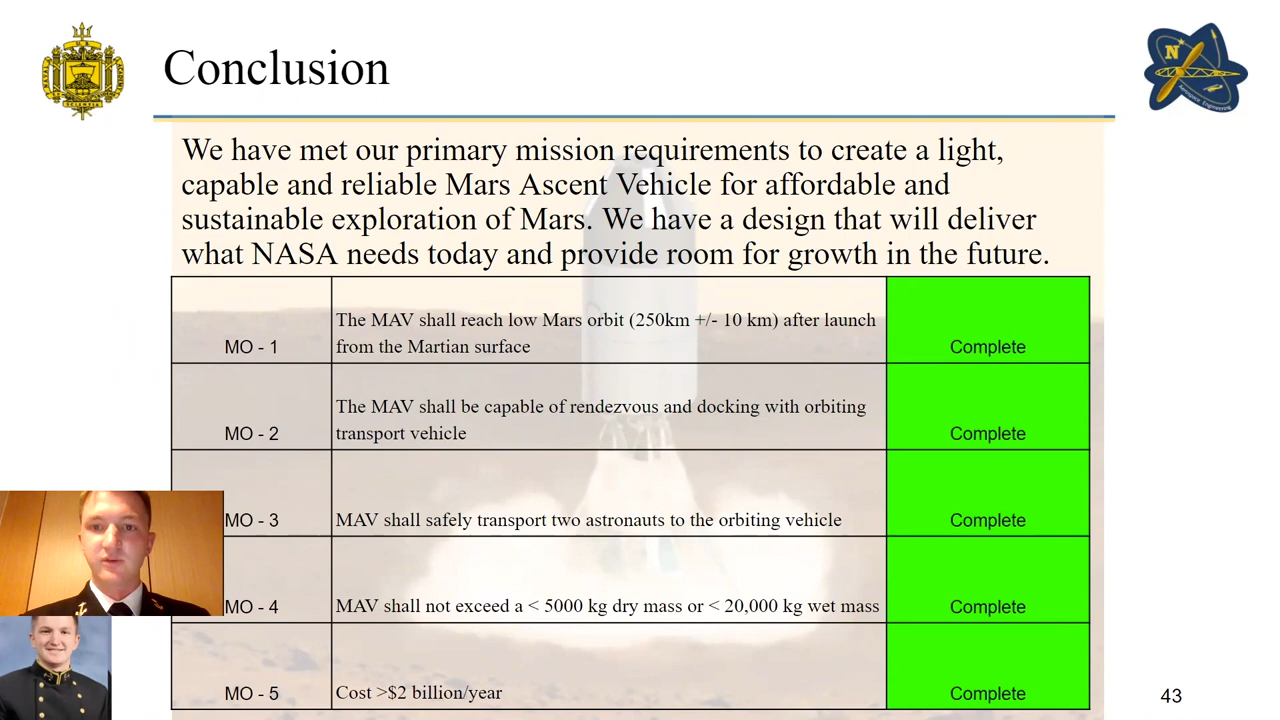 Conclusion
We have met our primary mission requirements to create a light,
capable and reliable Mars Ascent Vehicle for affordable and
sustainable exploration of Mars. We have a design that will deliver
what NASA needs today and provide room for growth in the future.
MO - 1
The MAV shall reach low Mars orbit (250km +/- 10 km) after launch
from the Martian surface
Complete
MO - 2
The MAV shall be capable of rendezvous and docking with orbiting
transport vehicle
Complete
MO - 3
MAV shall safely transport two astronauts to the orbiting vehicle
Complete
MO - 4
MAV shall not exceed a < 5000 kg dry mass or < 20,000 kg wet mass
Complete
MO - 5
Cost >$2 billion/year
Complete
43
N
Aerospace Engineering